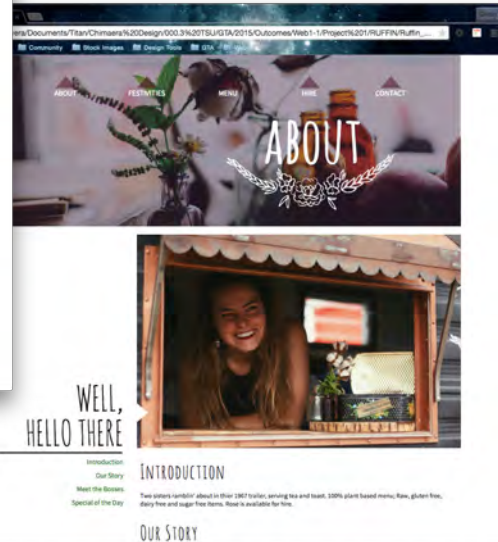 era/Documents/Titan/Chimaera%20Design/000.3%20TSU/GTA/2015/Outcomes/Web1-1/Project%201/RUFFIN/Ruffin_...
Community Stock Images Design Tools GTA
ABOUT FESTIVITIES MENU HIRE CONTACT
ABOUT
WELL,
HELLO THERE
Introduction
Our Story
Meet the Bosses
Special of the Day
INTRODUCTION
Two sisters ramblin' about in thier 1967 trailer, serving tea and toast. 100% plant based menu; Raw, gluten free,
dairy free and sugar free items. Rose is available for hire.
OUR STORY